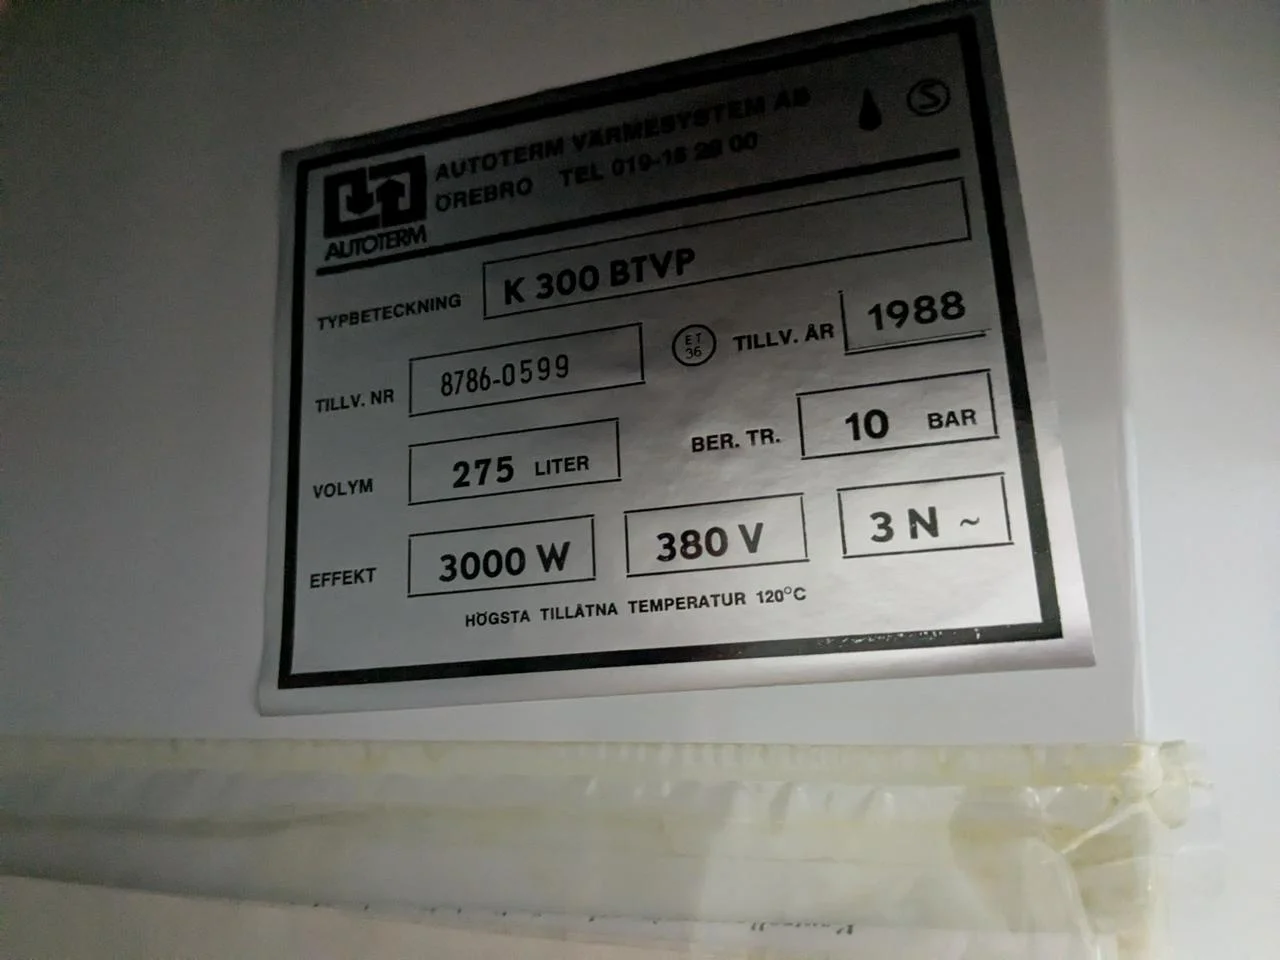 AUTOTERM VÄRMESYSTEM AB
ÖREBRO TEL 019-18 28 00
S
AUTOTERM
TYPBETECKNING K 300 BTVP
TILLV. NR 8786-0599 ET 36 TILLV. ÅR 1988
VOLYM 275 LITER BER. TR. 10 BAR
EFFEKT 3000 W 380 V 3 N ~
HÖGSTA TILLÅTNA TEMPERATUR 120°C